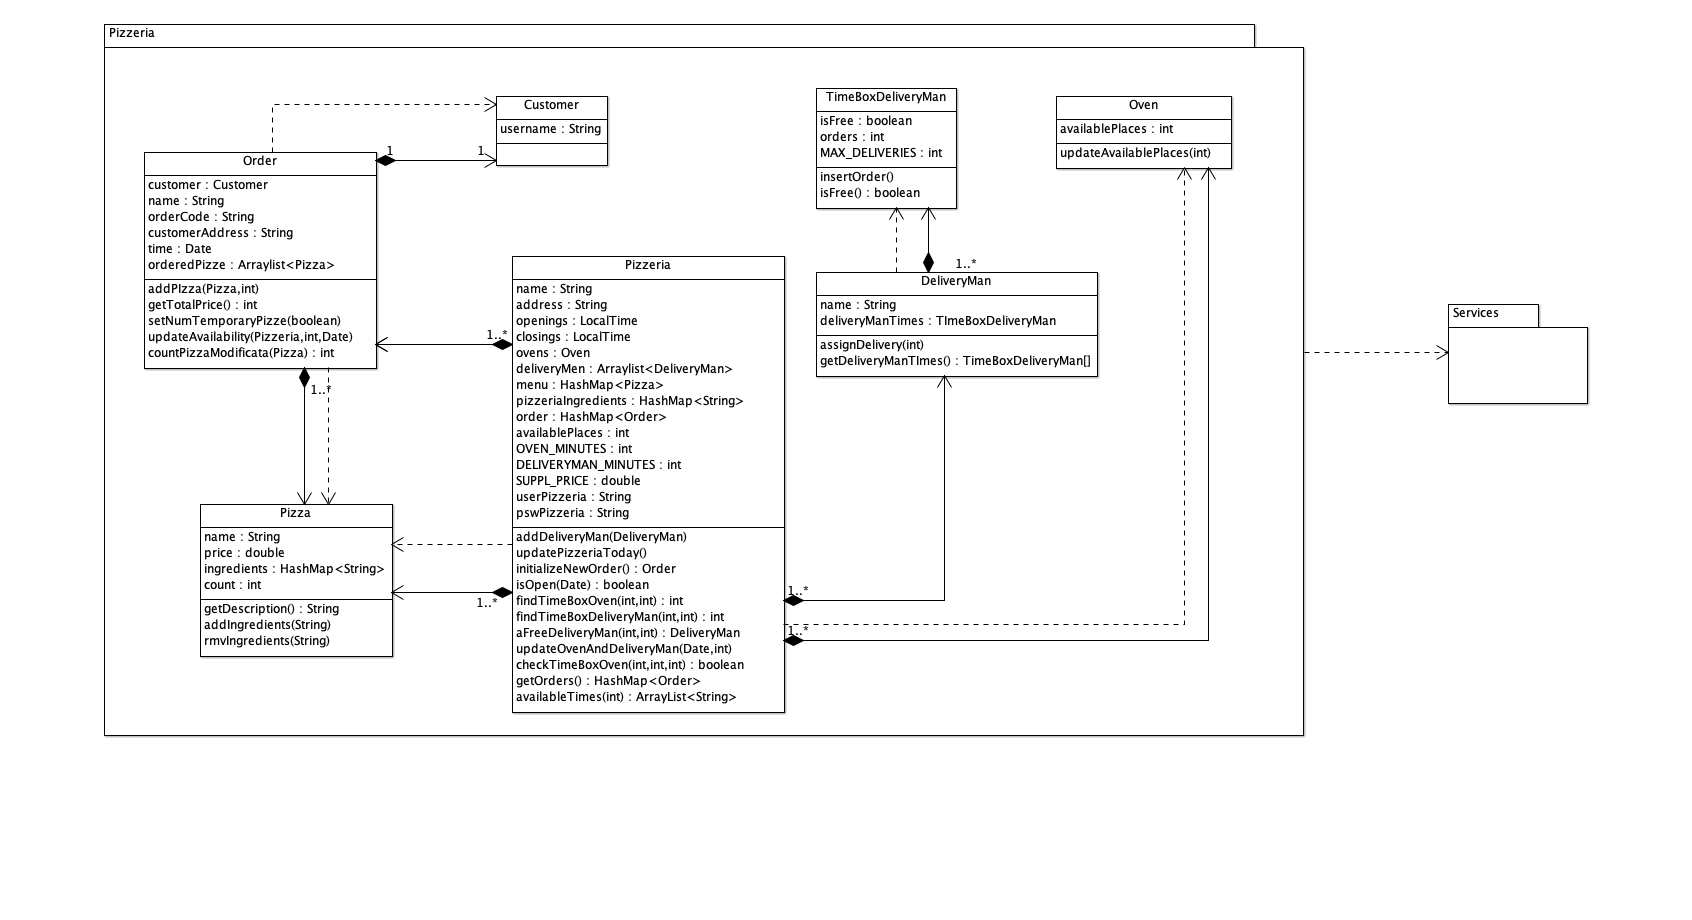 Pizzeria
Customer
username : String
1
1
Order
customer : Customer
name : String
orderCode : String
customerAddress : String
time : Date
orderedPizze : Arraylist<Pizza>
addPIzza(Pizza,int)
getTotalPrice() : int
setNumTemporaryPizze(boolean)
updateAvailability(Pizzeria,int,Date)
countPizzaModificata(Pizza) : int
1..*
1..*
Pizza
name : String
price : double
ingredients : HashMap<String>
count : int
getDescription() : String
addIngredients(String)
rmvIngredients(String)
1..*
Pizzeria
name : String
address : String
openings : LocalTime
closings : LocalTime
ovens : Oven
deliveryMen : Arraylist<DeliveryMan>
menu : HashMap<Pizza>
pizzeriaIngredients : HashMap<String>
order : HashMap<Order>
availablePlaces : int
OVEN_MINUTES : int
DELIVERYMAN_MINUTES : int
SUPPL_PRICE : double
userPizzeria : String
pswPizzeria : String
addDeliveryMan(DeliveryMan)
updatePizzeriaToday()
initializeNewOrder() : Order
isOpen(Date) : boolean
findTimeBoxOven(int,int) : int
findTimeBoxDeliveryMan(int,int) : int
aFreeDeliveryMan(int,int) : DeliveryMan
updateOvenAndDeliveryMan(Date,int)
checkTimeBoxOven(int,int,int) : boolean
getOrders() : HashMap<Order>
availableTimes(int) : ArrayList<String>
1..*
1..*
TimeBoxDeliveryMan
isFree : boolean
orders : int
MAX_DELIVERIES : int
insertOrder()
isFree() : boolean
1..*
DeliveryMan
name : String
deliveryManTimes : TImeBoxDeliveryMan
assignDelivery(int)
getDeliveryManTImes() : TimeBoxDeliveryMan[]
Oven
availablePlaces : int
updateAvailablePlaces(int)
Services